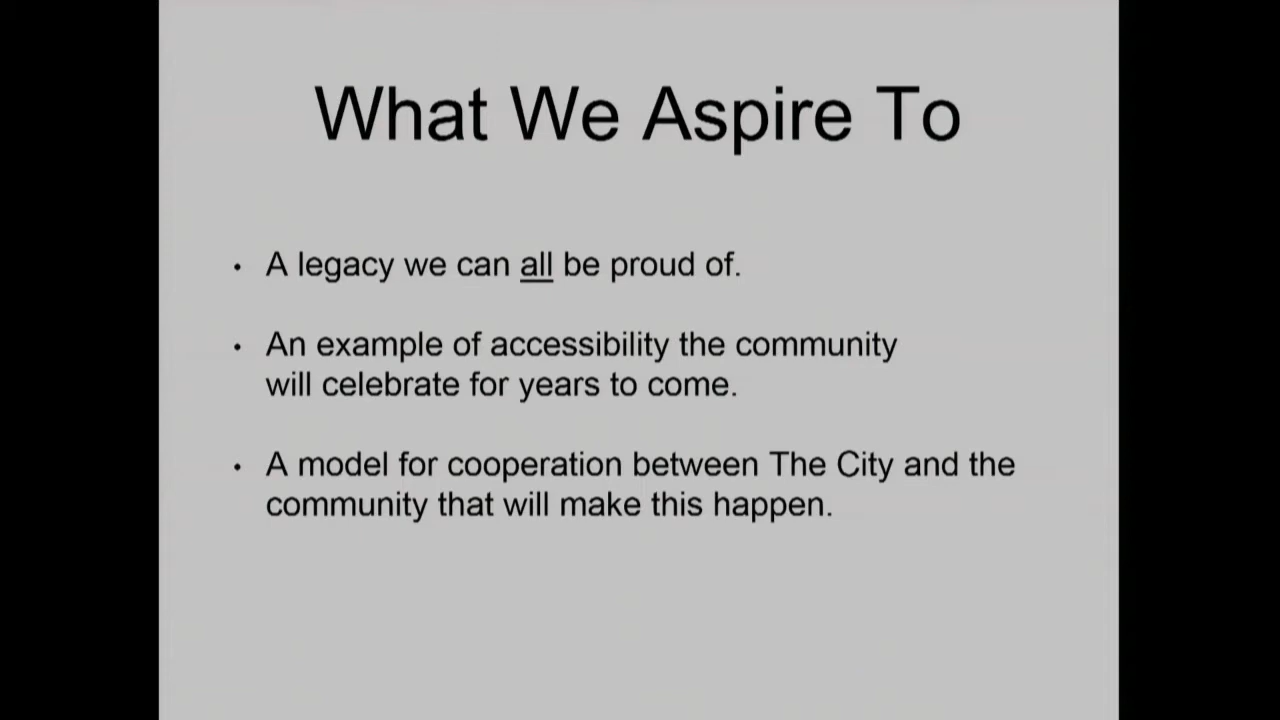 What We Aspire To
• A legacy we can all be proud of.
• An example of accessibility the community
will celebrate for years to come.
• A model for cooperation between The City and the
community that will make this happen.